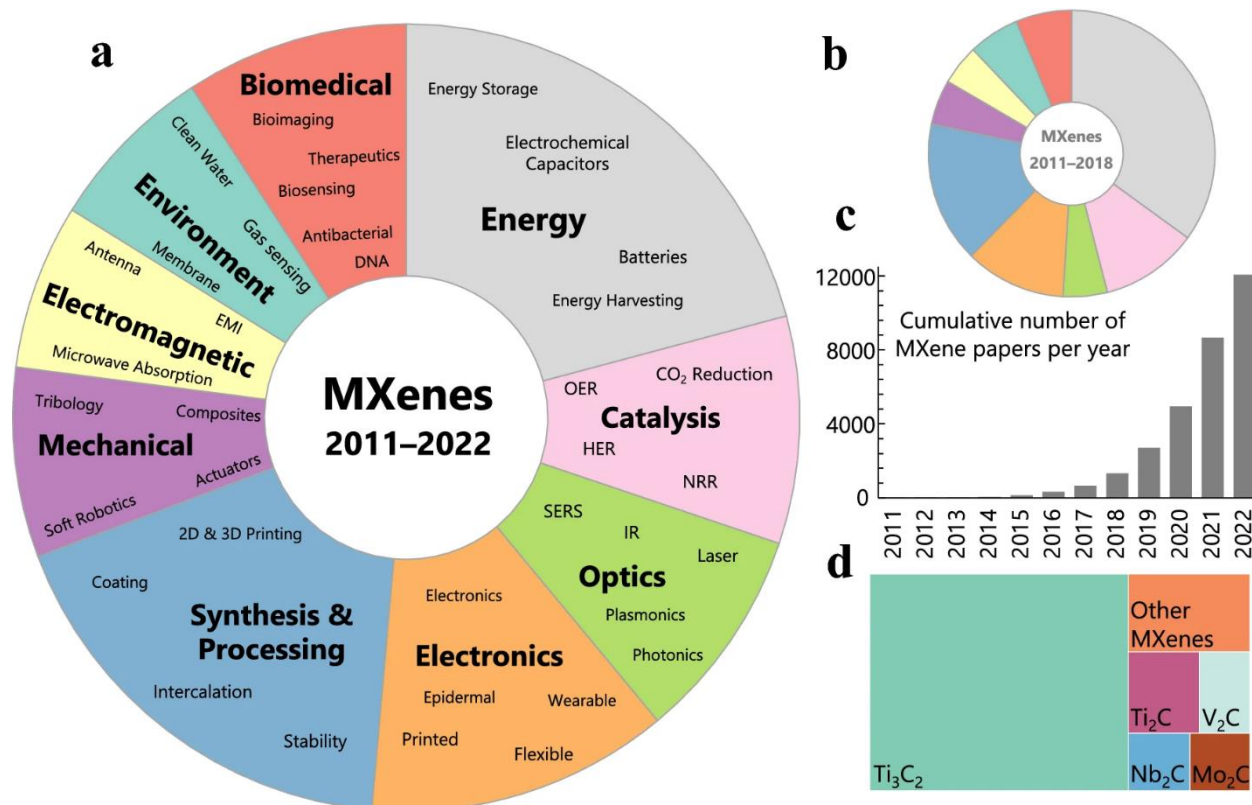 a
Biomedical
Bioimaging
Therapeutics
Biosensing
Antibacterial
DNA
Energy Storage
Electrochemical
Capacitors
Energy
Batteries
Energy Harvesting
OER
CO₂ Reduction
Catalysis
HER
NRR
SERS
IR
Laser
Optics
Plasmonics
Photonics
Electronics
Electronics
Epidermal
Wearable
Printed
Flexible
2D & 3D Printing
Coating
Synthesis &
Processing
Intercalation
Stability
Tribology
Composites
Mechanical
Actuators
Soft Robotics
Antenna
EMI
Electromagnetic
Microwave Absorption
Clean Water
Environment
Gas sensing
Membrane
MXenes
2011–2022
b
MXenes
2011–2018
c
12000
8000
4000
0
Cumulative number of
MXene papers per year
2011
2012
2013
2014
2015
2016
2017
2018
2019
2020
2021
2022
d
Ti₃C₂
Other
MXenes
Ti₂C
V₂C
Nb₂C
Mo₂C